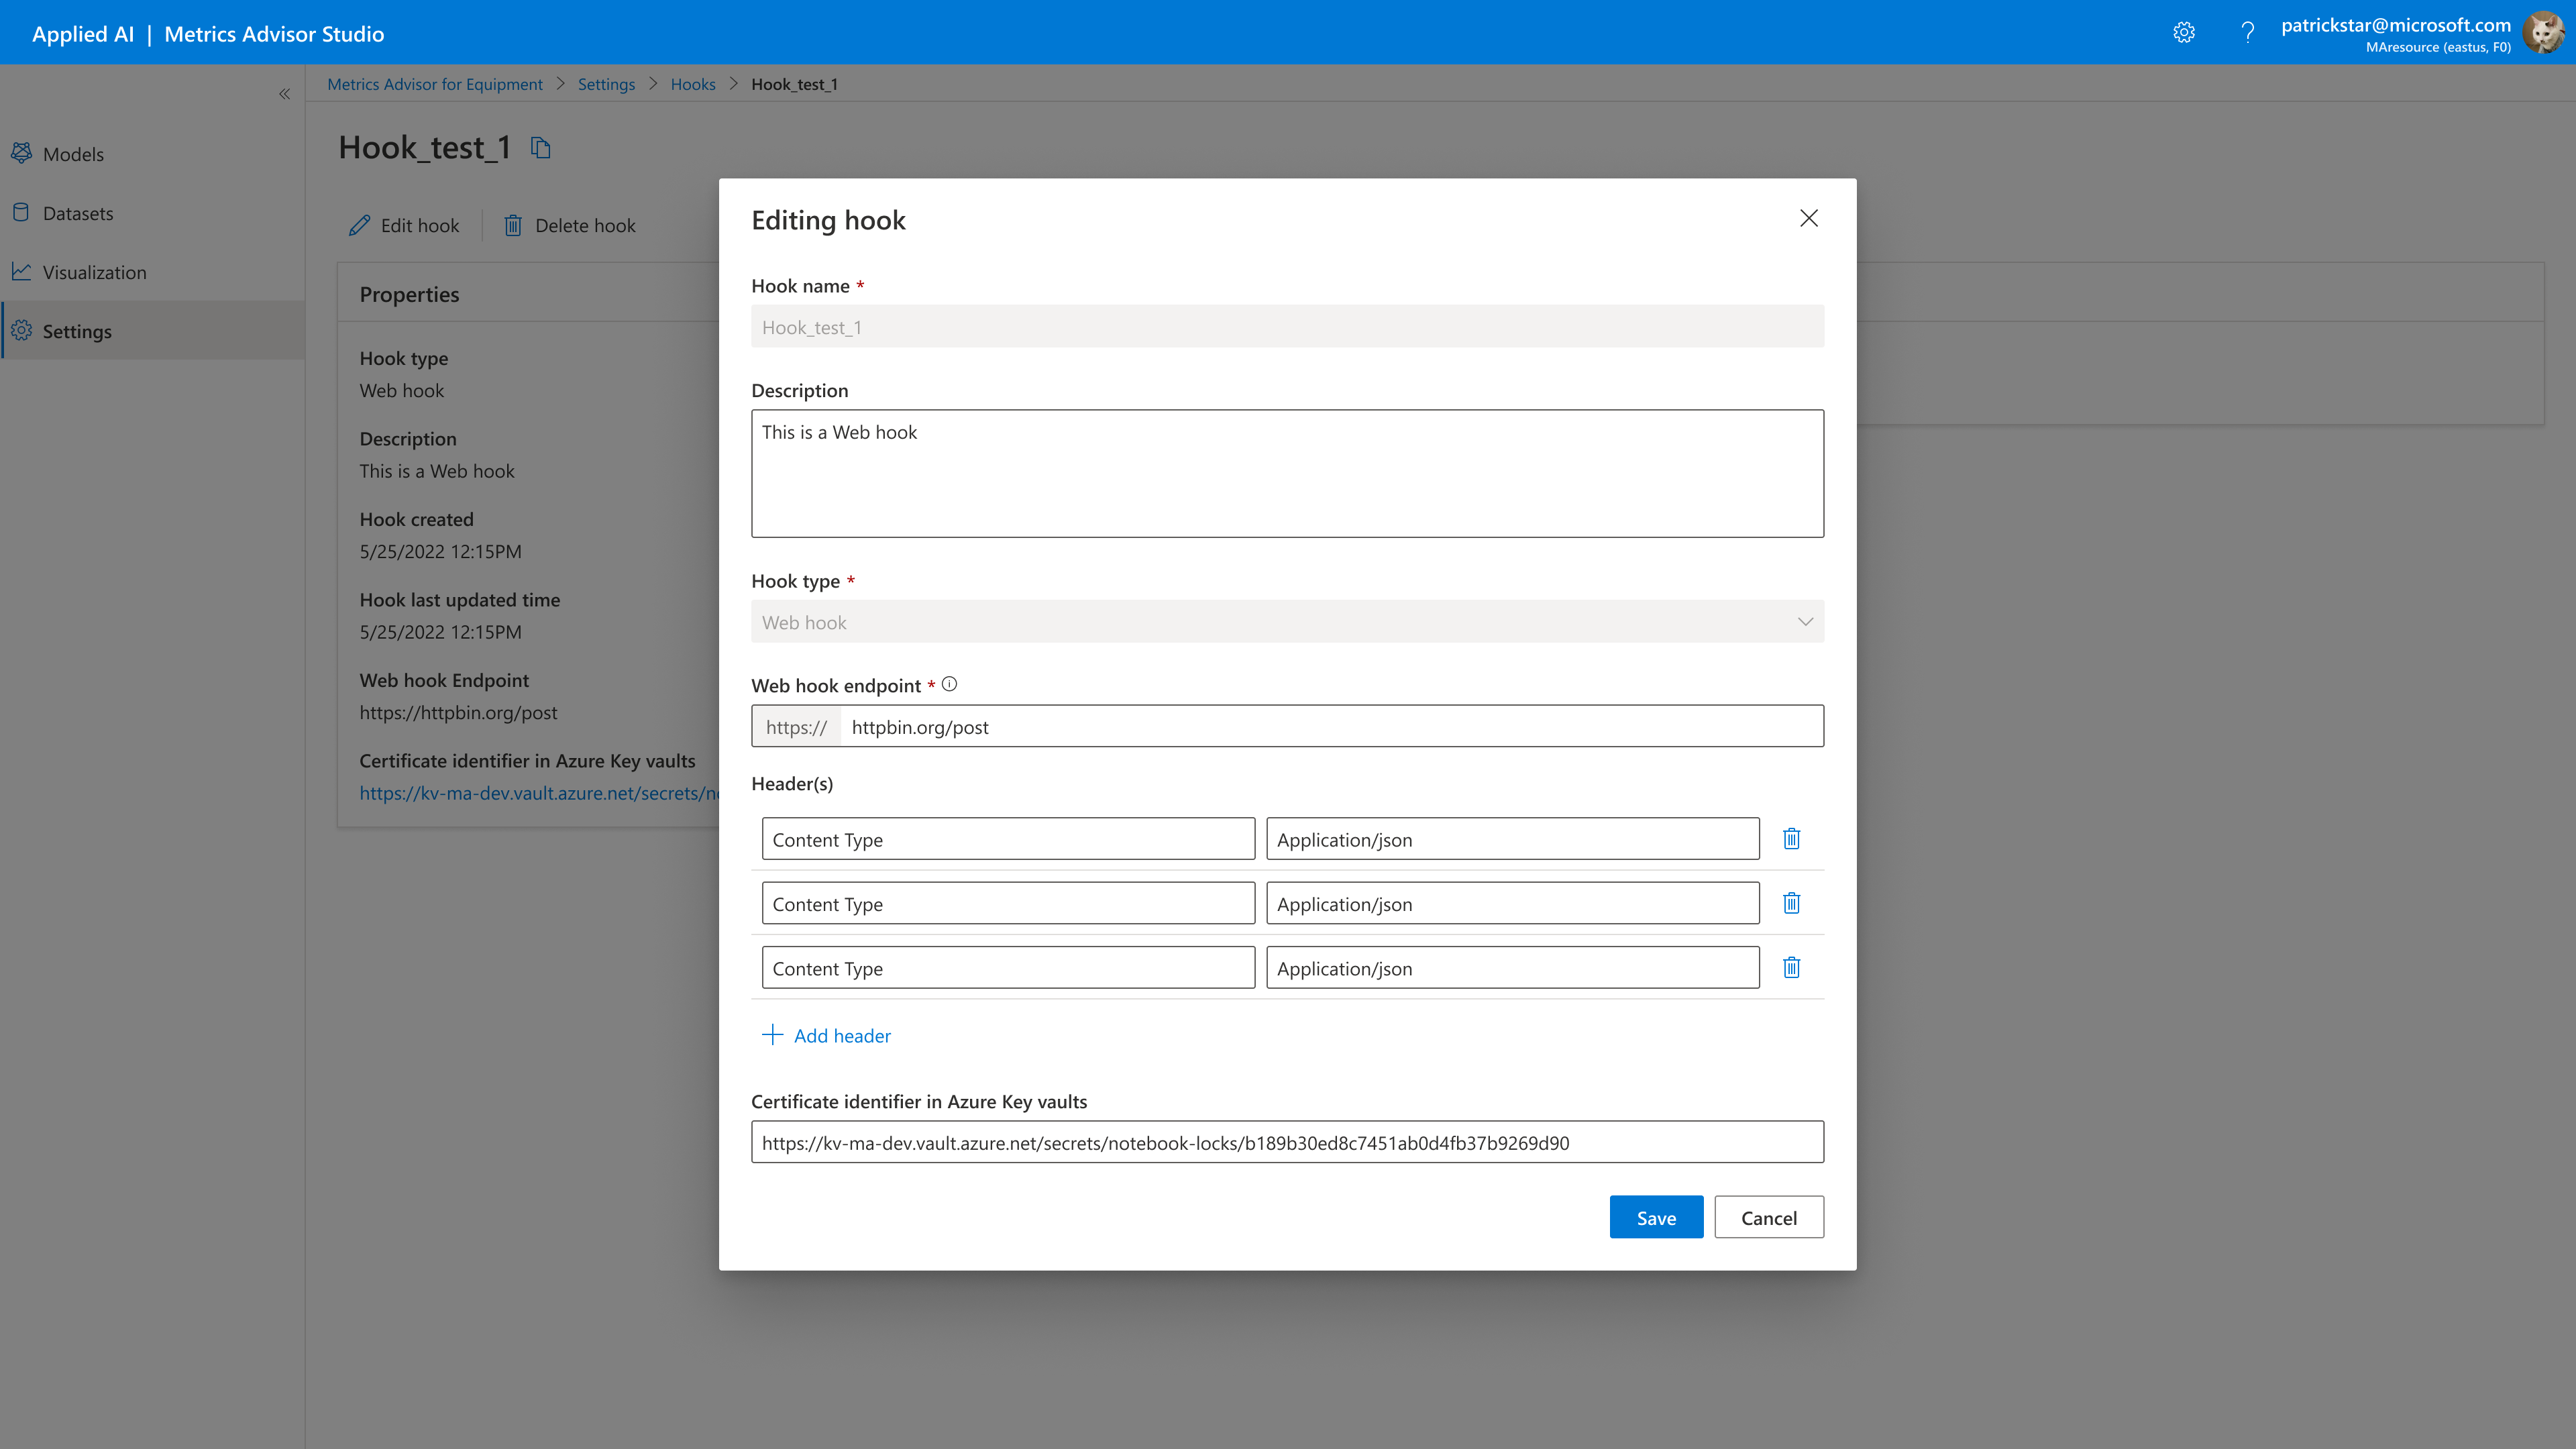 Applied AI | Metrics Advisor Studio
patrickstar@microsoft.com
MAresource (eastus, F0)
Metrics Advisor for Equipment > Settings > Hooks > Hook_test_1
Models
Datasets
Visualization
Settings
Hook_test_1
Edit hook
Delete hook
Properties
Hook type
Web hook
Description
This is a Web hook
Hook created
5/25/2022 12:15PM
Hook last updated time
5/25/2022 12:15PM
Web hook Endpoint
https://httpbin.org/post
Certificate identifier in Azure Key vaults
https://kv-ma-dev.vault.azure.net/secrets/n
Editing hook
Hook name *
Hook_test_1
Description
This is a Web hook
Hook type *
Web hook
Web hook endpoint *
https:// httpbin.org/post
Header(s)
Content Type Application/json
Content Type Application/json
Content Type Application/json
Add header
Certificate identifier in Azure Key vaults
https://kv-ma-dev.vault.azure.net/secrets/notebook-locks/b189b30ed8c7451ab0d4fb37b9269d90
Save Cancel